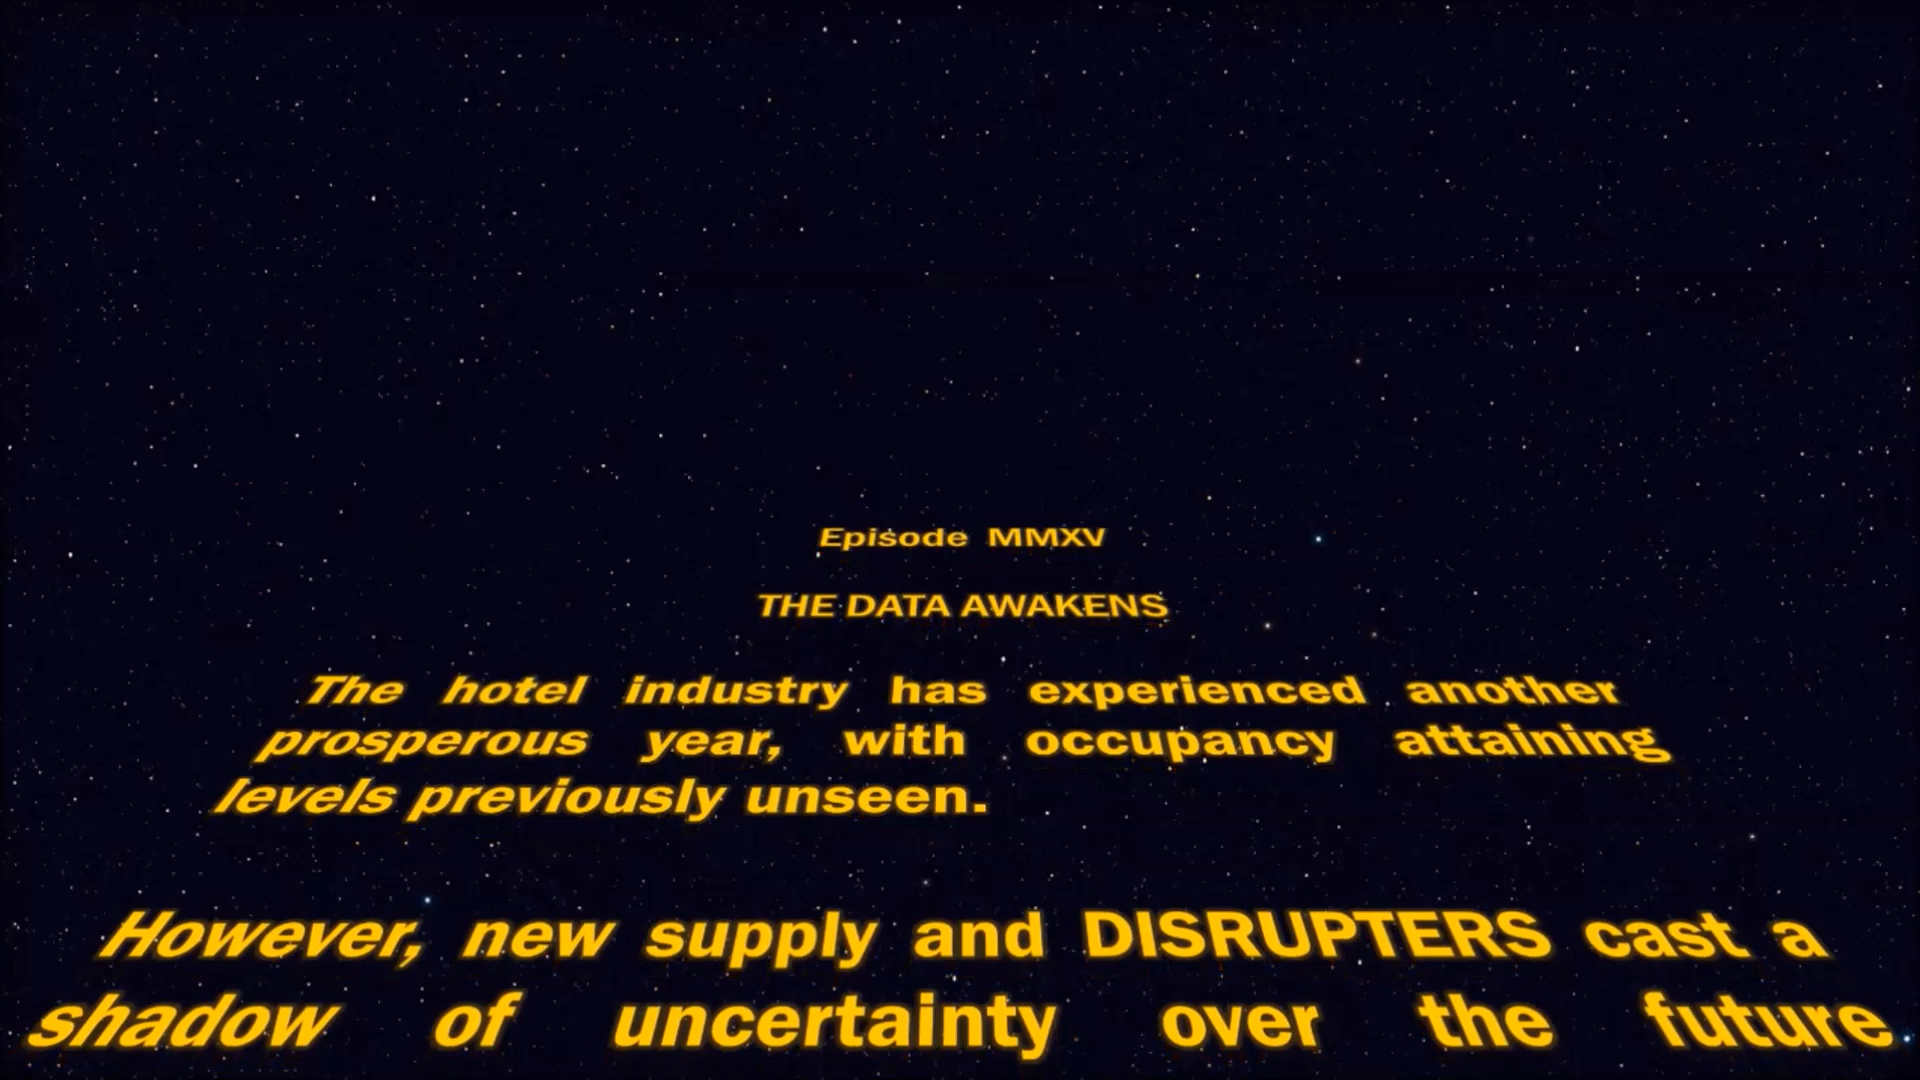 Episode MMXV
THE DATA AWAKENS
The hotel industry has experienced another
prosperous year, with occupancy attaining
levels previously unseen.
However, new supply and DISRUPTERS cast a
shadow of uncertainty over the future